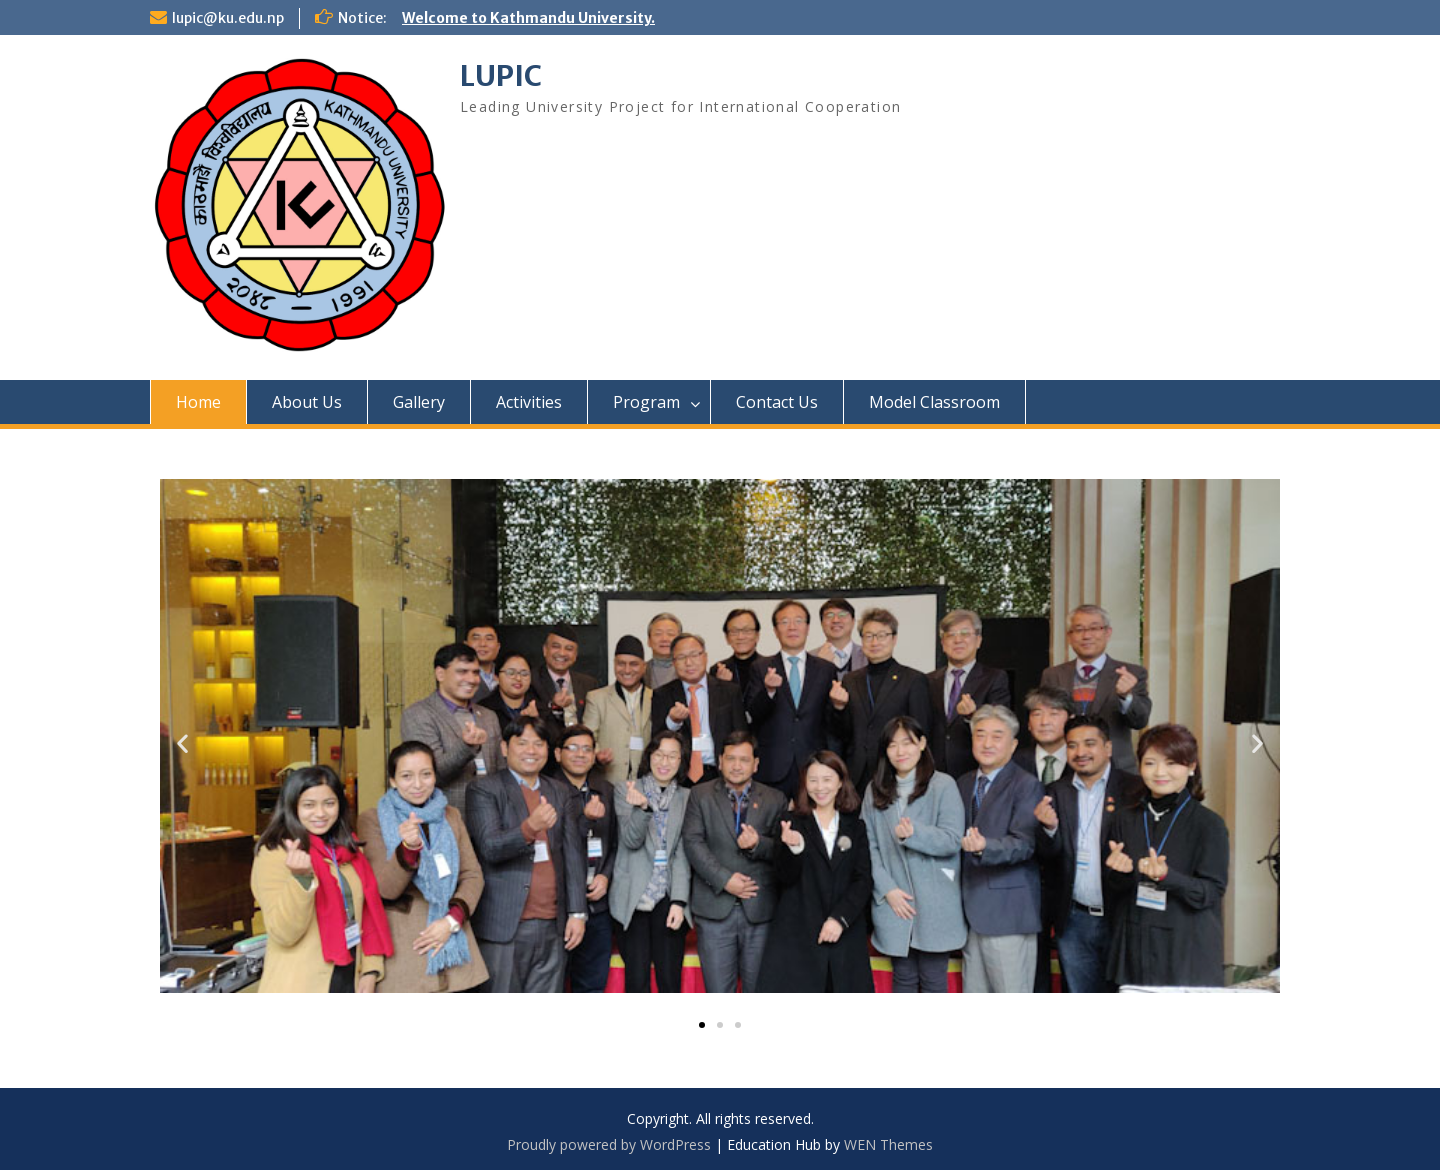 lupic@ku.edu.np
Notice: Welcome to Kathmandu University.
LUPIC
Leading University Project for International Cooperation
काठमाडौं विश्वविद्यालय
KATHMANDU UNIVERSITY
२०४८ — 1991
Home About Us Gallery Activities Program Contact Us Model Classroom
Copyright. All rights reserved.
Proudly powered by WordPress | Education Hub by WEN Themes